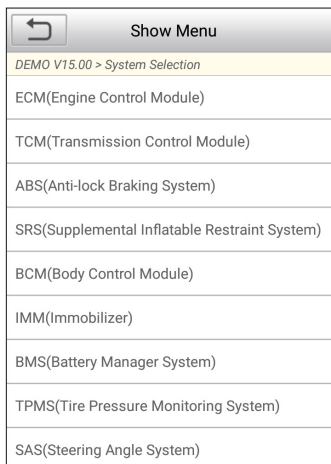 Show Menu
DEMO V15.00 > System Selection
ECM(Engine Control Module)
TCM(Transmission Control Module)
ABS(Anti-lock Braking System)
SRS(Supplemental Inflatable Restraint System)
BCM(Body Control Module)
IMM(Immobilizer)
BMS(Battery Manager System)
TPMS(Tire Pressure Monitoring System)
SAS(Steering Angle System)